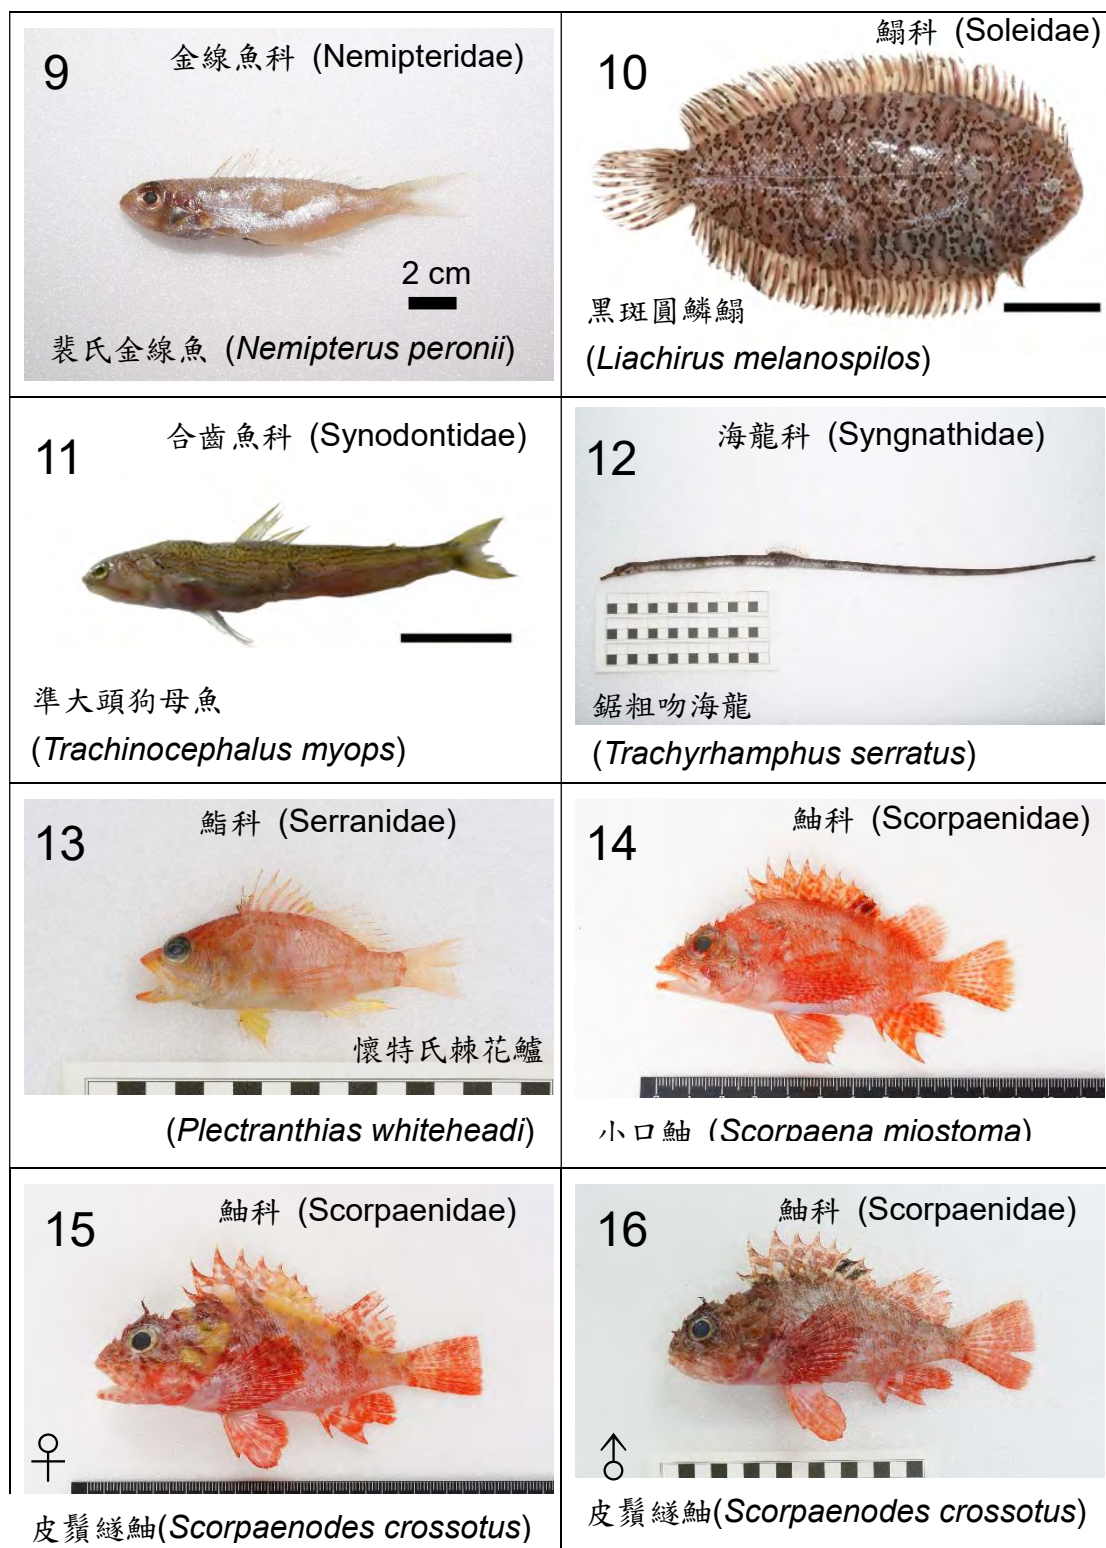 9
金線魚科 (Nemipteridae)
2 cm
裴氏金線魚 (Nemipterus peronii)
10
鰨科 (Soleidae)
黑斑圓鱗鰨
(Liachirus melanospilos)
11
合齒魚科 (Synodontidae)
準大頭狗母魚
(Trachinocephalus myops)
12
海龍科 (Syngnathidae)
鋸粗吻海龍
(Trachyrhamphus serratus)
13
鮨科 (Serranidae)
懷特氏棘花鱸
(Plectranthias whiteheadi)
14
鮋科 (Scorpaenidae)
小口鮋 (Scorpaena miostoma)
15
鮋科 (Scorpaenidae)
♀
皮鬚繸鮋(Scorpaenodes crossotus)
16
鮋科 (Scorpaenidae)
♂
皮鬚繸鮋(Scorpaenodes crossotus)